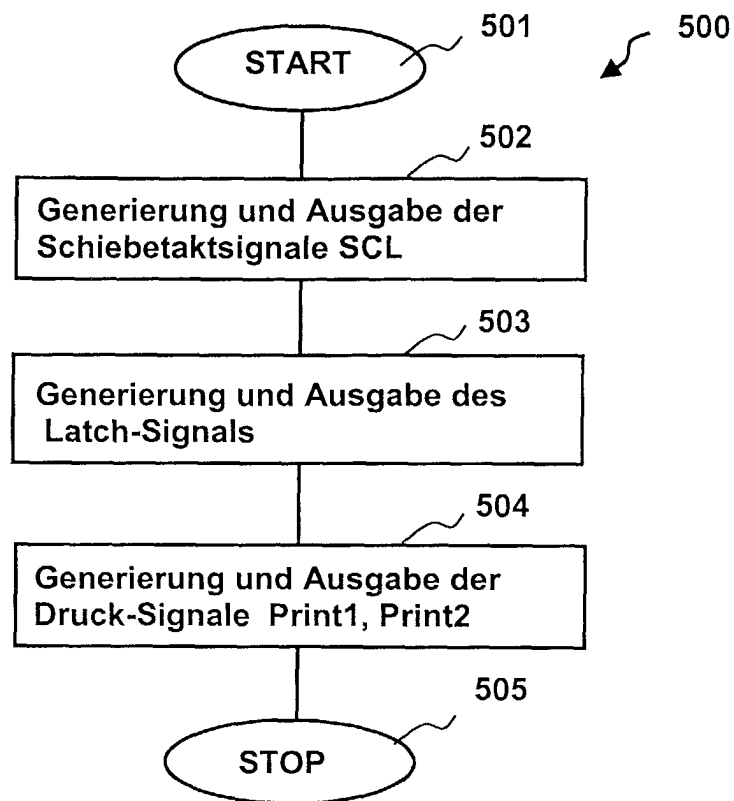 501
500
START
502
Generierung und Ausgabe der
Schiebetaktsignale SCL
503
Generierung und Ausgabe des
Latch-Signals
504
Generierung und Ausgabe der
Druck-Signale Print1, Print2
505
STOP